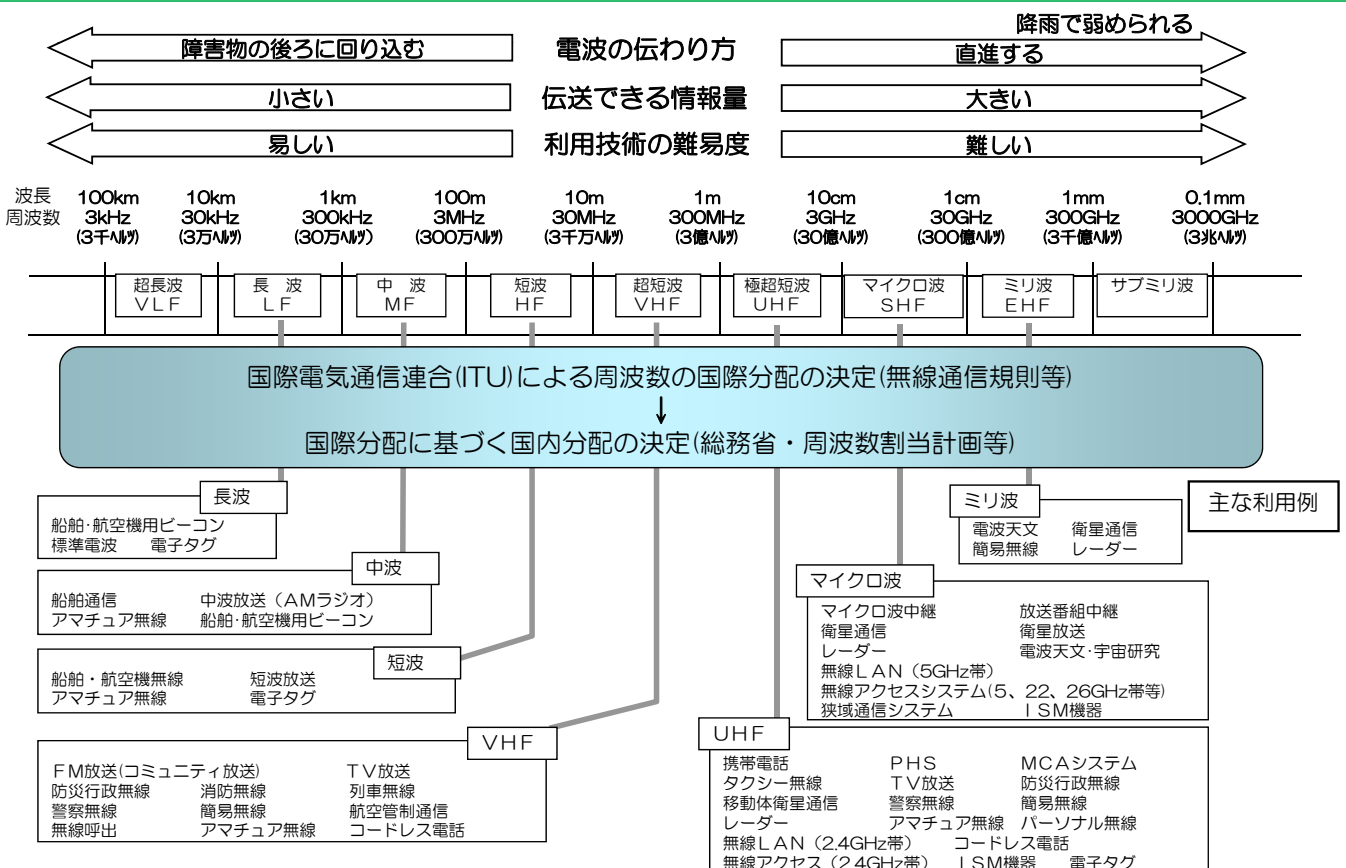 降雨で弱められる
障害物の後ろに回り込む 電波の伝わり方 直進する
小さい 伝送できる情報量 大きい
易しい 利用技術の難易度 難しい
波長 100km 10km 1km 100m 10m 1m 10cm 1cm 1mm 0.1mm
周波数 3kHz 30kHz 300kHz 3MHz 30MHz 300MHz 3GHz 30GHz 300GHz 3000GHz
(3千ヘルツ) (3万ヘルツ) (30万ヘルツ) (300万ヘルツ) (3千万ヘルツ) (3億ヘルツ) (30億ヘルツ) (300億ヘルツ) (3千億ヘルツ) (3兆ヘルツ)
超長波 長 波 中 波 短波 超短波 極超短波 マイクロ波 ミリ波 サブミリ波
VLF LF MF HF VHF UHF SHF EHF
国際電気通信連合(ITU)による周波数の国際分配の決定(無線通信規則等)
↓
国際分配に基づく国内分配の決定(総務省・周波数割当計画等)
主な利用例
長波
船舶・航空機用ビーコン
標準電波 電子タグ
中波
船舶通信 中波放送(AMラジオ)
アマチュア無線 船舶・航空機用ビーコン
短波
船舶・航空機無線 短波放送
アマチュア無線 電子タグ
VHF
FM放送(コミュニティ放送) TV放送
防災行政無線 消防無線 列車無線
警察無線 簡易無線 航空管制通信
無線呼出 アマチュア無線 コードレス電話
ミリ波
電波天文 衛星通信
簡易無線 レーダー
マイクロ波
マイクロ波中継 放送番組中継
衛星通信 衛星放送
レーダー 電波天文・宇宙研究
無線LAN(5GHz帯)
無線アクセスシステム(5、22、26GHz帯等)
狭域通信システム ISM機器
UHF
携帯電話 PHS MCAシステム
タクシー無線 TV放送 防災行政無線
移動体衛星通信 警察無線 簡易無線
レーダー アマチュア無線 パーソナル無線
無線LAN(2.4GHz帯) コードレス電話
無線アクセス(2.4GHz帯) ISM機器 電子タグ